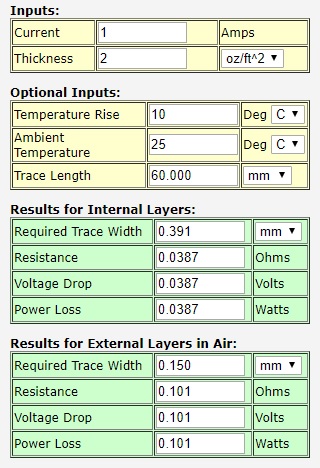 Inputs:
Current 1 Amps
Thickness 2 oz/ft^2
Optional Inputs:
Temperature Rise 10 Deg C
Ambient
Temperature 25 Deg C
Trace Length 60.000 mm
Results for Internal Layers:
Required Trace Width 0.391 mm
Resistance 0.0387 Ohms
Voltage Drop 0.0387 Volts
Power Loss 0.0387 Watts
Results for External Layers in Air:
Required Trace Width 0.150 mm
Resistance 0.101 Ohms
Voltage Drop 0.101 Volts
Power Loss 0.101 Watts